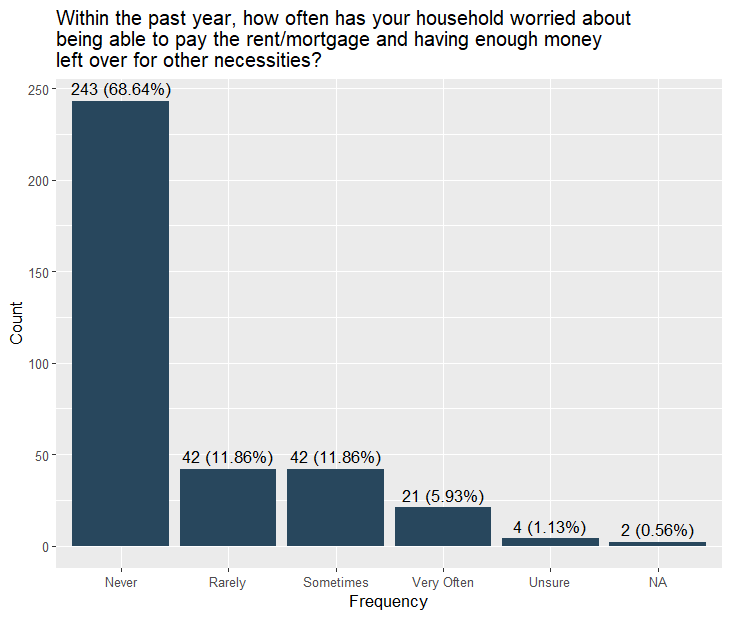 Within the past year, how often has your household worried about
being able to pay the rent/mortgage and having enough money
left over for other necessities?
243 (68.64%)
42 (11.86%)
42 (11.86%)
21 (5.93%)
4 (1.13%)
2 (0.56%)
250
200
150
100
50
0
Count
Never
Rarely
Sometimes
Very Often
Unsure
NA
Frequency